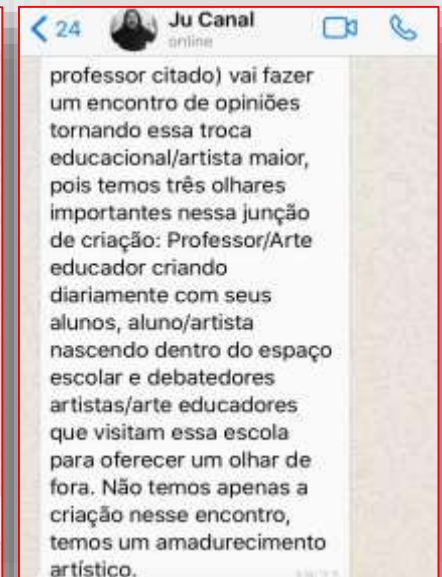 24
Ju Canal
online
professor citado) vai fazer
um encontro de opiniões
tornando essa troca
educacional/artista maior,
pois temos três olhares
importantes nessa junção
de criação: Professor/Arte
educador criando
diariamente com seus
alunos, aluno/artista
nascendo dentro do espaço
escolar e debatedores
artistas/arte educadores
que visitam essa escola
para oferecer um olhar de
fora. Não temos apenas a
criação nesse encontro,
temos um amadurecimento
artístico.